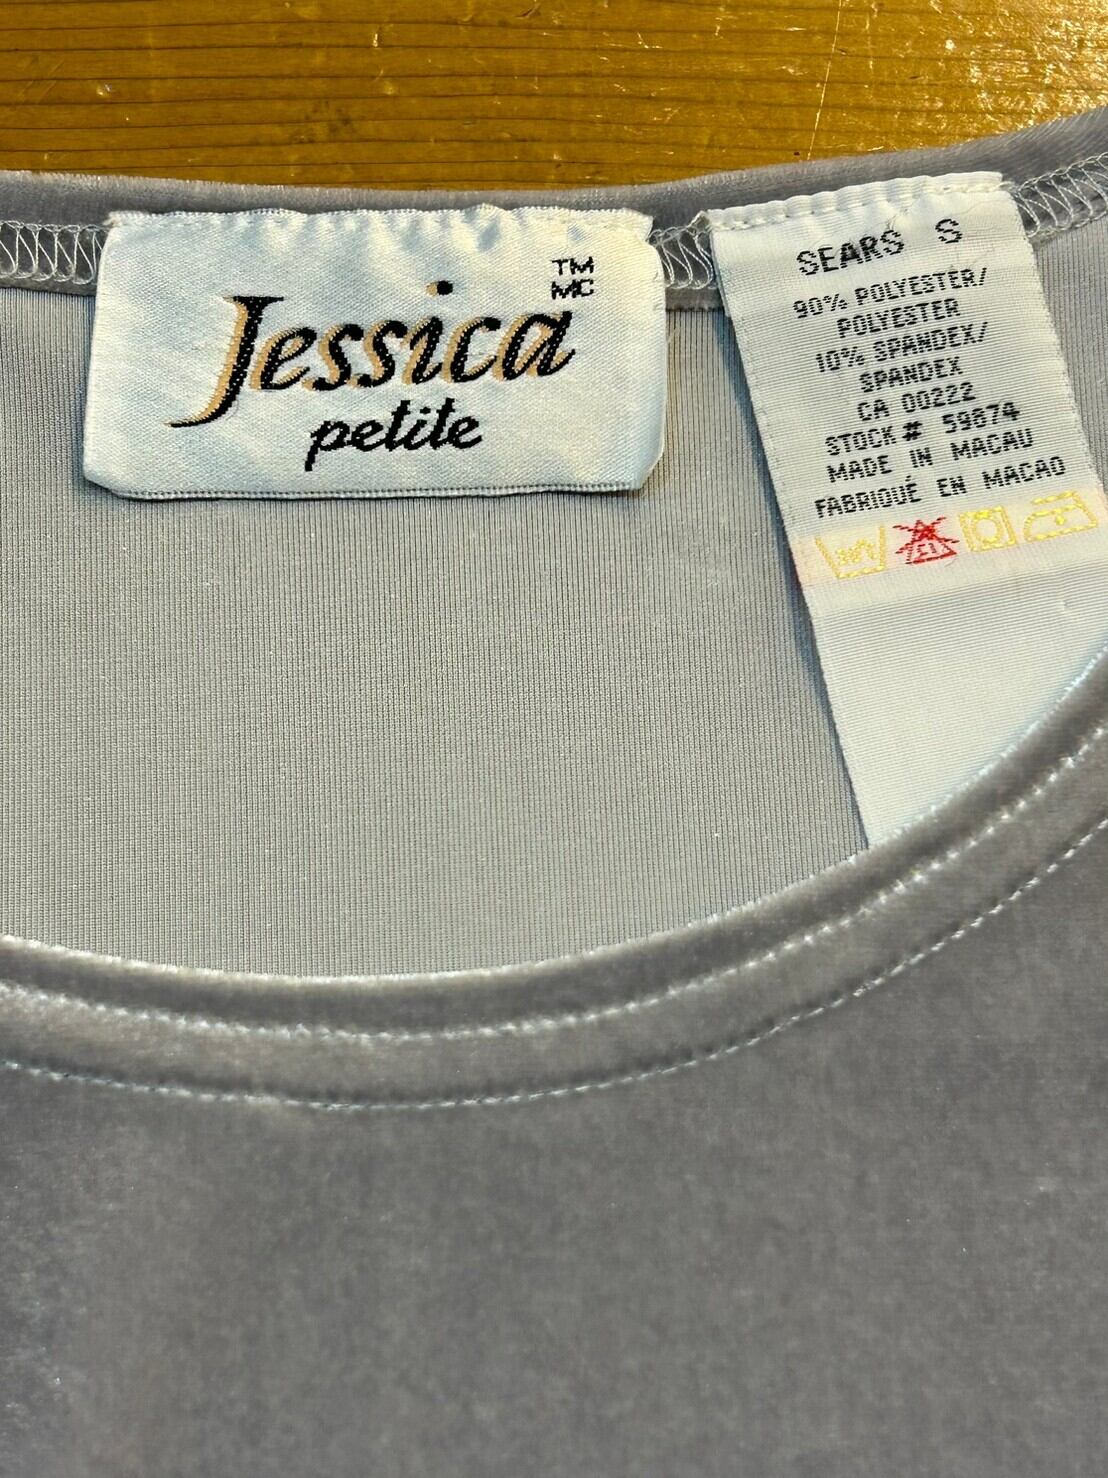 Jessica
TM
MC
petite
SEARS S
90% POLYESTER/
POLYESTER
10% SPANDEX/
SPANDEX
CA 00222
STOCK # 59874
MADE IN MACAU
FABRIQUÉ EN MACAO